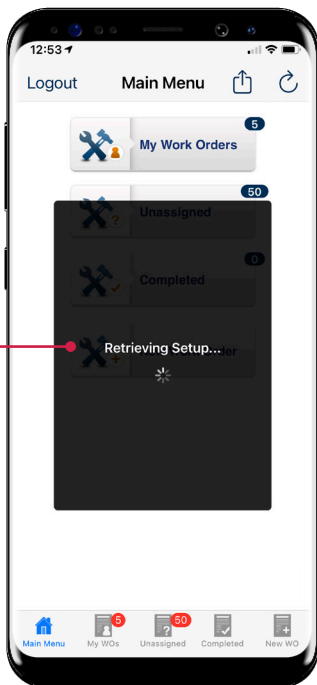 12:53
Logout Main Menu
5
My Work Orders
50
Unassigned
0
Completed
Retrieving Setup...
5 50
Main Menu My WOs Unassigned Completed New WO